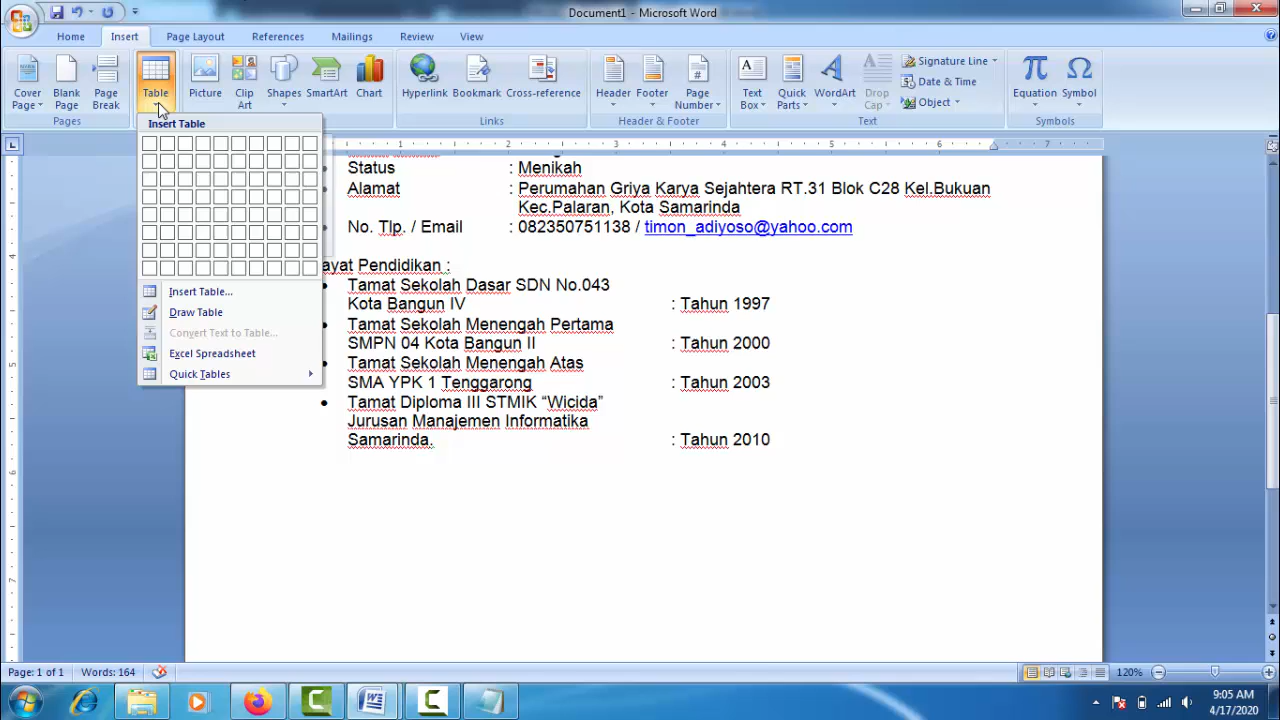 Document1 - Microsoft Word
Home Insert Page Layout References Mailings Review View
Cover Page
Blank Page
Page Break
Table
Picture
Clip Art
Shapes
SmartArt
Chart
Hyperlink
Bookmark
Cross-reference
Header
Footer
Page Number
Text Box
Quick Parts
WordArt
Drop Cap
Signature Line
Date & Time
Object
Equation
Symbol
Pages
Links
Header & Footer
Text
Symbols
Insert Table
Insert Table...
Draw Table
Convert Text to Table...
Excel Spreadsheet
Quick Tables
1 2 3 4 5 6 7
Status : Menikah
Alamat : Perumahan Griya Karya Sejahtera RT.31 Blok C28 Kel.Bukuan
Kec.Palaran, Kota Samarinda
No. Tlp. / Email : 082350751138 / timon_adiyoso@yahoo.com
ayat Pendidikan :
Tamat Sekolah Dasar SDN No.043
Kota Bangun IV : Tahun 1997
Tamat Sekolah Menengah Pertama
SMPN 04 Kota Bangun II : Tahun 2000
Tamat Sekolah Menengah Atas
SMA YPK 1 Tenggarong : Tahun 2003
Tamat Diploma III STMIK “Wicida”
Jurusan Manajemen Informatika
Samarinda. : Tahun 2010
Page: 1 of 1 Words: 164 120%
9:05 AM
4/17/2020